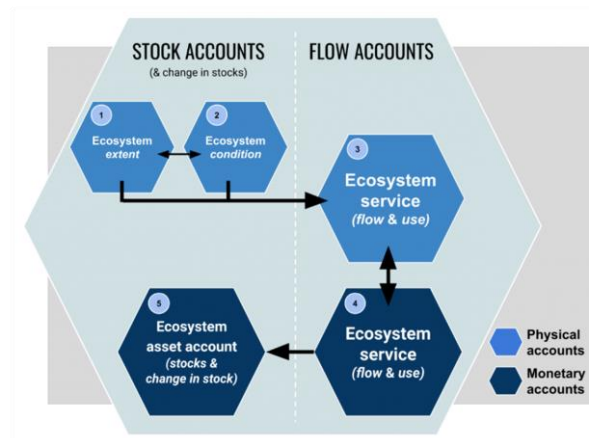 STOCK ACCOUNTS
(& change in stocks)
FLOW ACCOUNTS
1
Ecosystem
extent
2
Ecosystem
condition
3
Ecosystem
service
(flow & use)
5
Ecosystem
asset account
(stocks &
change in stock)
4
Ecosystem
service
(flow & use)
Physical
accounts
Monetary
accounts